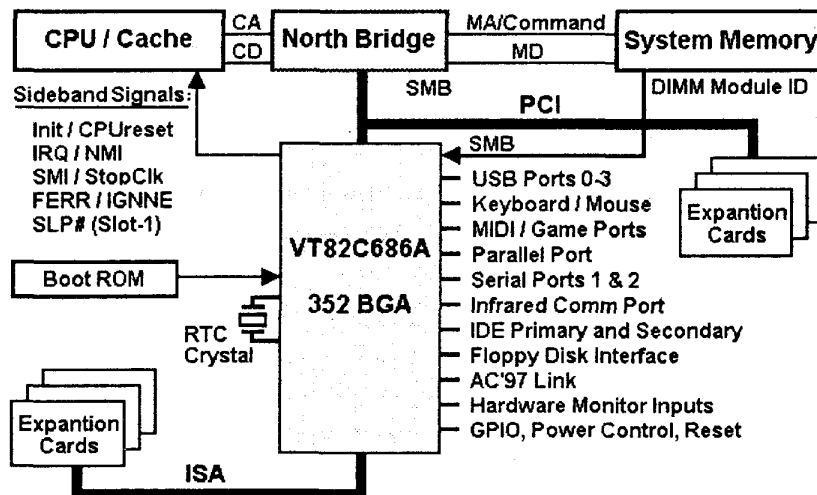 CPU / Cache
CA
CD
North Bridge
MA/Command
MD
System Memory
SMB
DIMM Module ID
PCI
Sideband Signals:
Init / CPUreset
IRQ / NMI
SMI / StopClk
FERR / IGNNE
SLP# (Slot-1)
SMB
USB Ports 0-3
Keyboard / Mouse
MIDI / Game Ports
Parallel Port
Serial Ports 1 & 2
Infrared Comm Port
IDE Primary and Secondary
Floppy Disk Interface
AC'97 Link
Hardware Monitor Inputs
GPIO, Power Control, Reset
Expantion
Cards
VT82C686A
352 BGA
Boot ROM
RTC
Crystal
Expantion
Cards
ISA